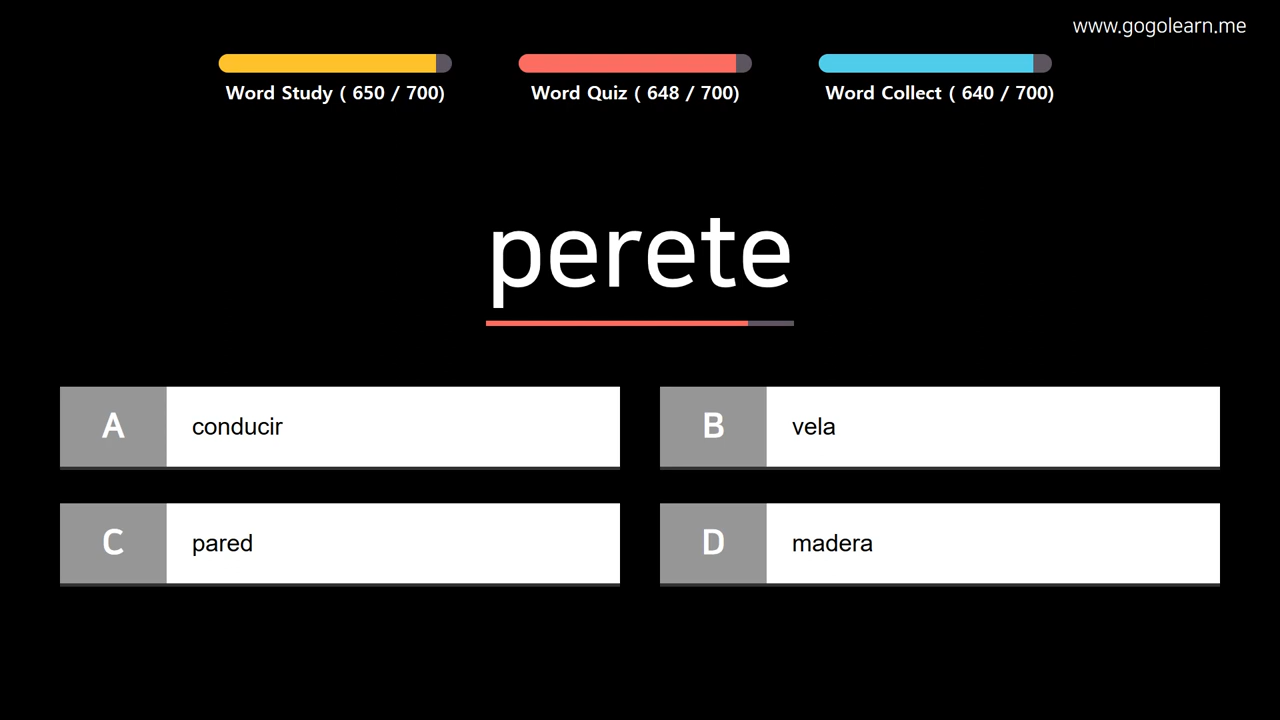 www.gogolearn.me
Word Study ( 650 / 700)
Word Quiz ( 648 / 700)
Word Collect ( 640 / 700)
perete
A conducir
B vela
C pared
D madera